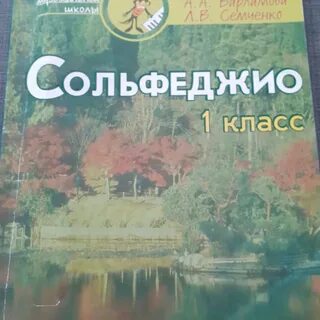 школы
А. А. Варламова
Л. В. Семченко
СОЛЬФЕДЖИО
1 класс